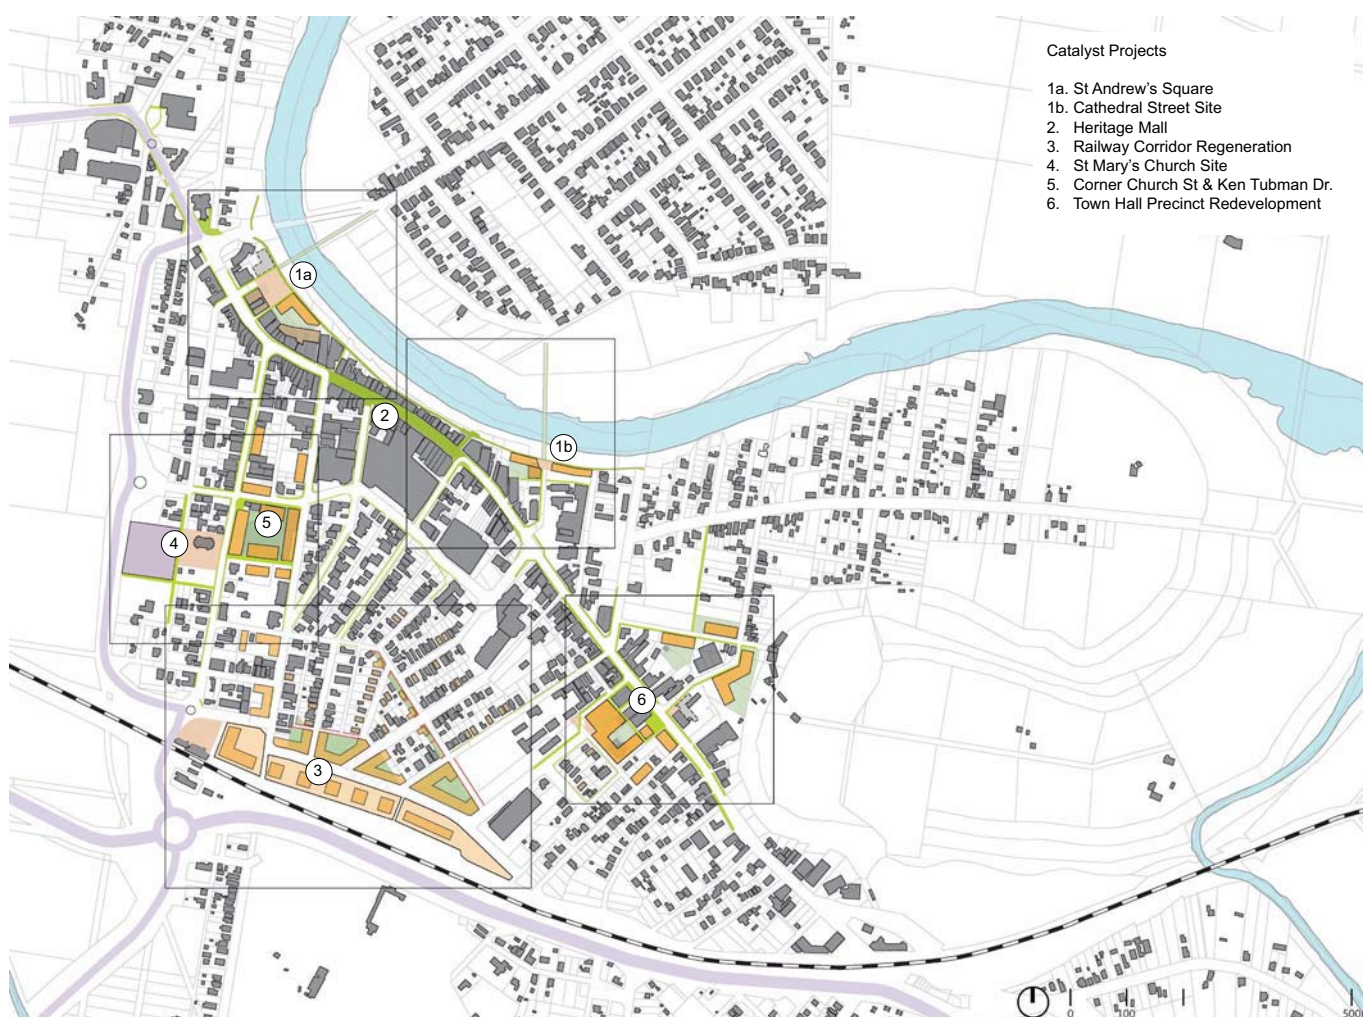 Catalyst Projects
1a. St Andrew's Square
1b. Cathedral Street Site
2. Heritage Mall
3. Railway Corridor Regeneration
4. St Mary's Church Site
5. Corner Church St & Ken Tubman Dr.
6. Town Hall Precinct Redevelopment
1a
2
1b
5
4
6
3
0 100 500